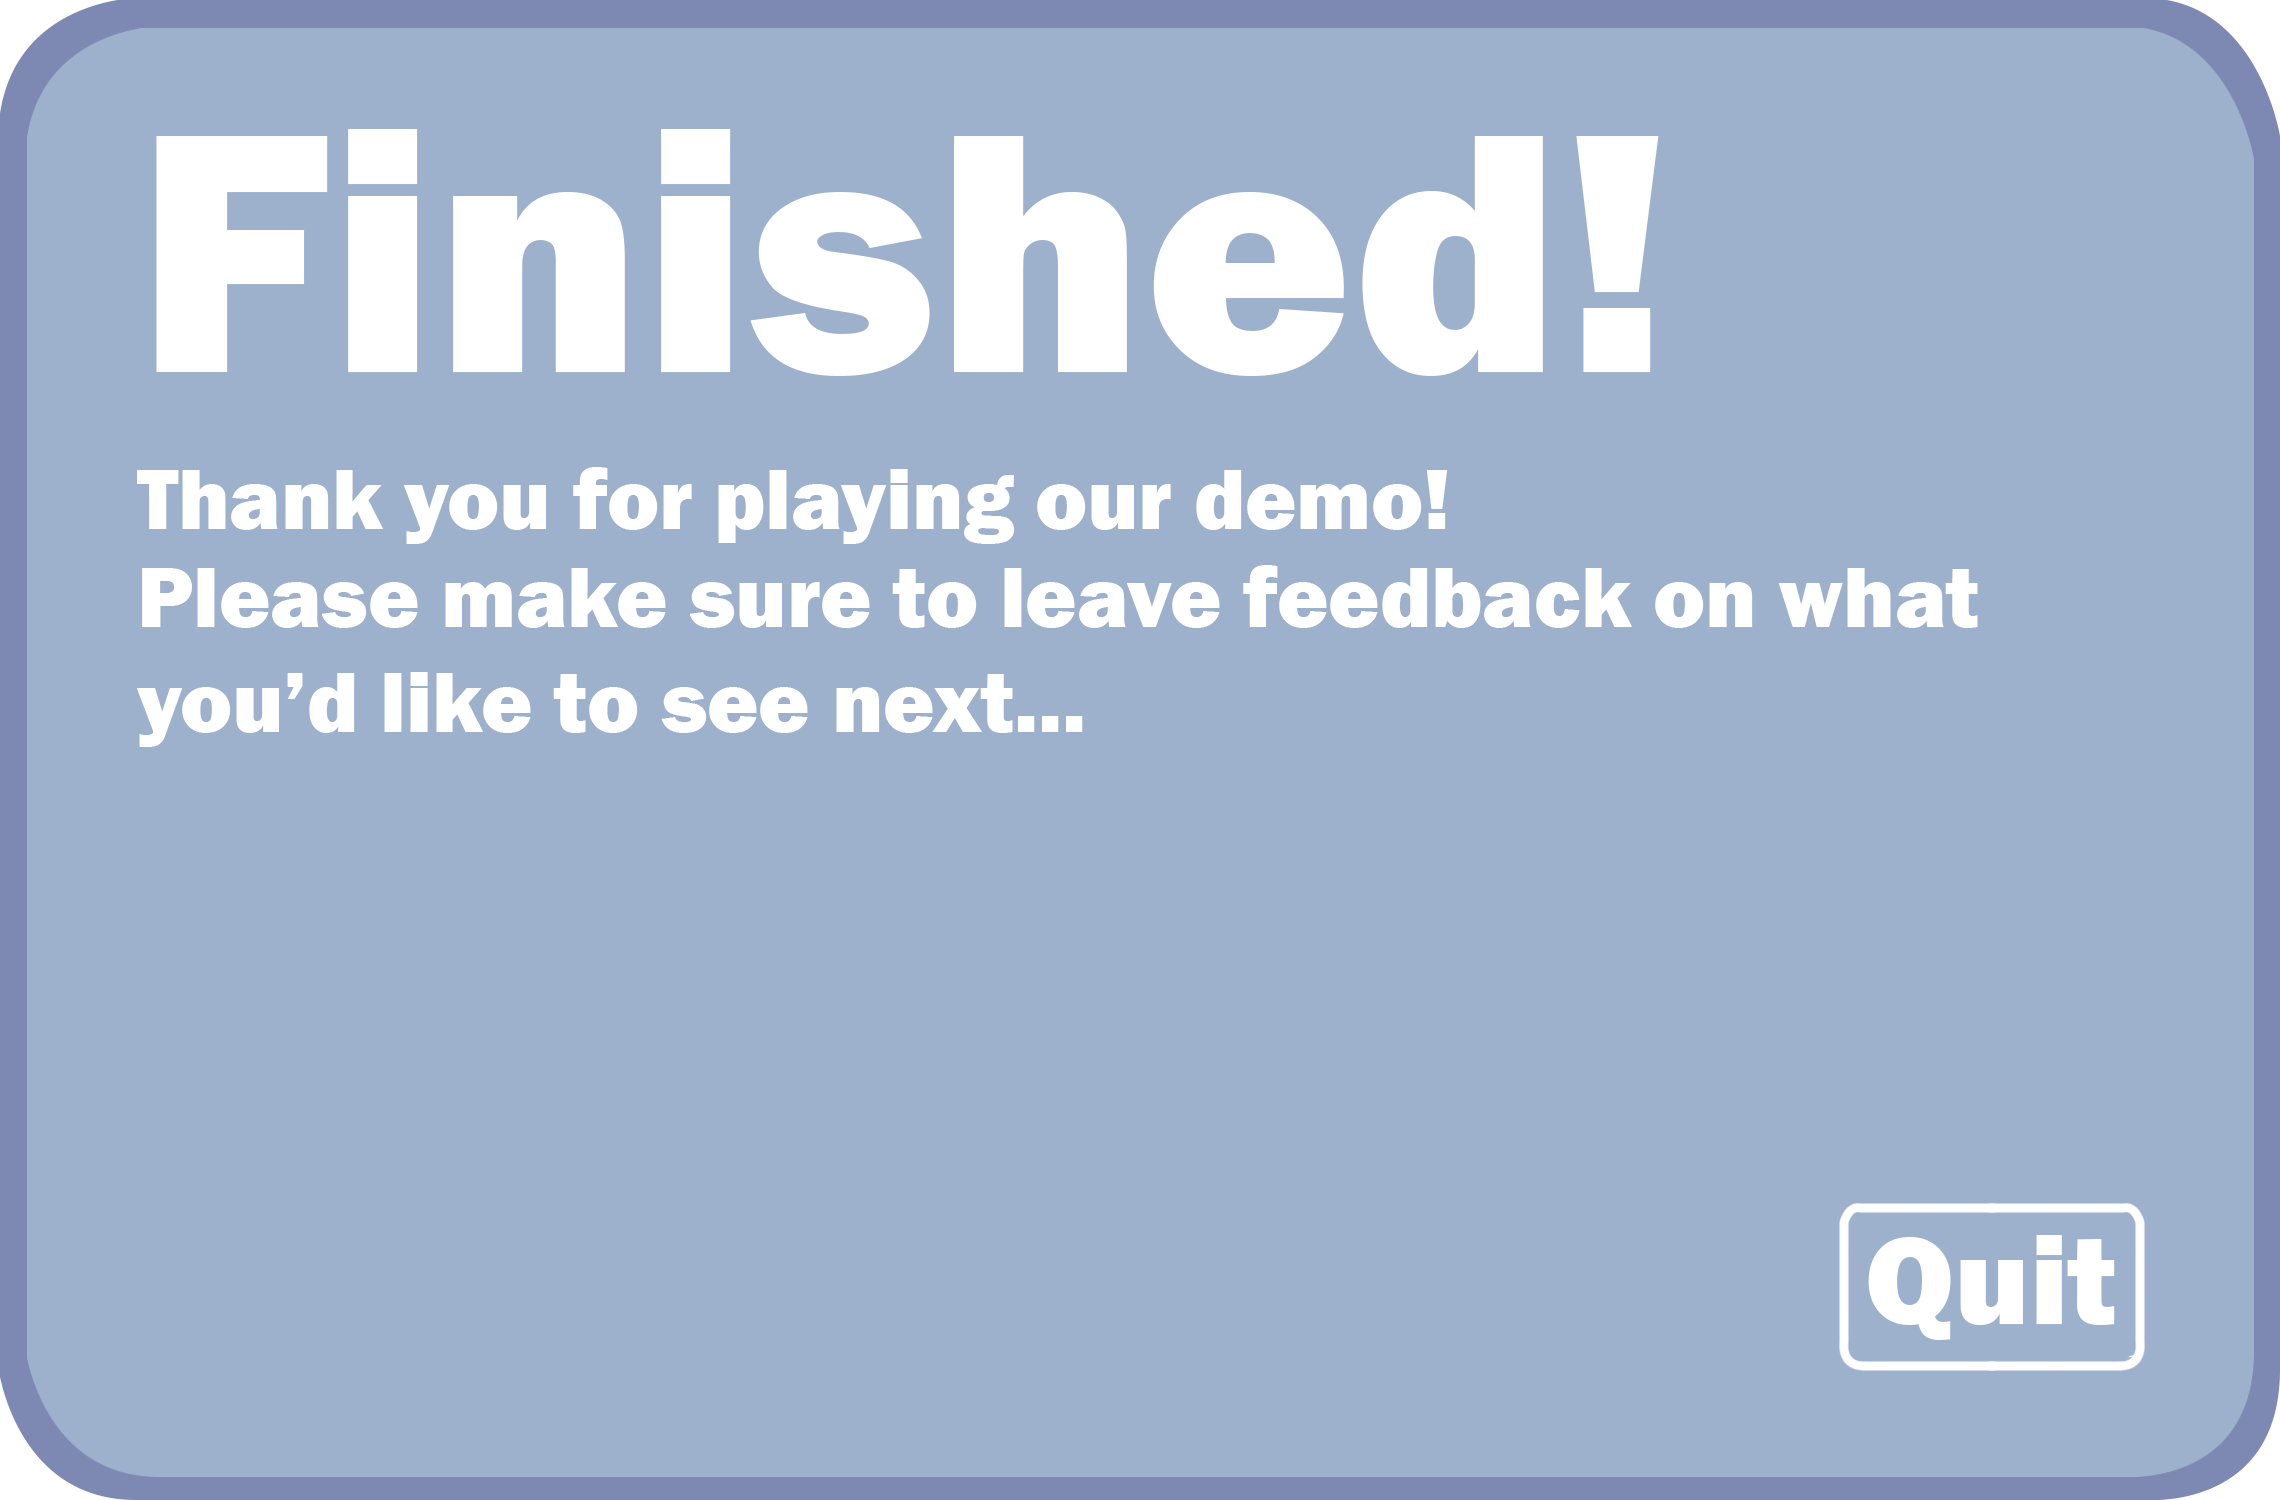 Finished!
Thank you for playing our demo!
Please make sure to leave feedback on what
you’d like to see next...
Quit